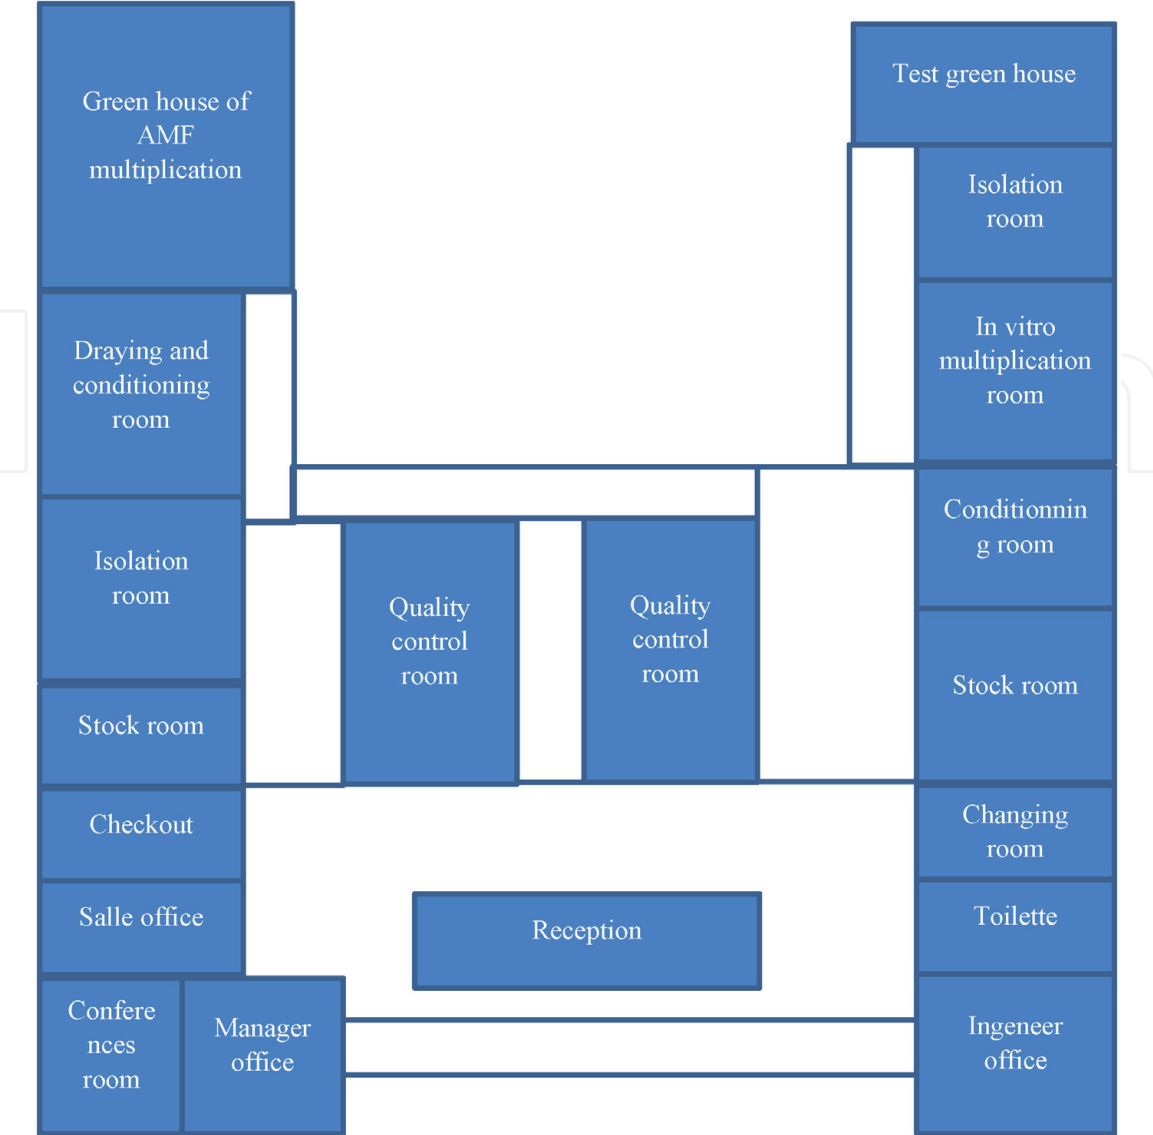 Green house of
AMF
multiplication
Draying and
conditioning
room
Isolation
room
Stock room
Checkout
Salle office
Confere
nces
room
Manager
office
Quality
control
room
Quality
control
room
Reception
Test green house
Isolation
room
In vitro
multiplication
room
Conditionnin
g room
Stock room
Changing
room
Toilette
Ingeneer
office